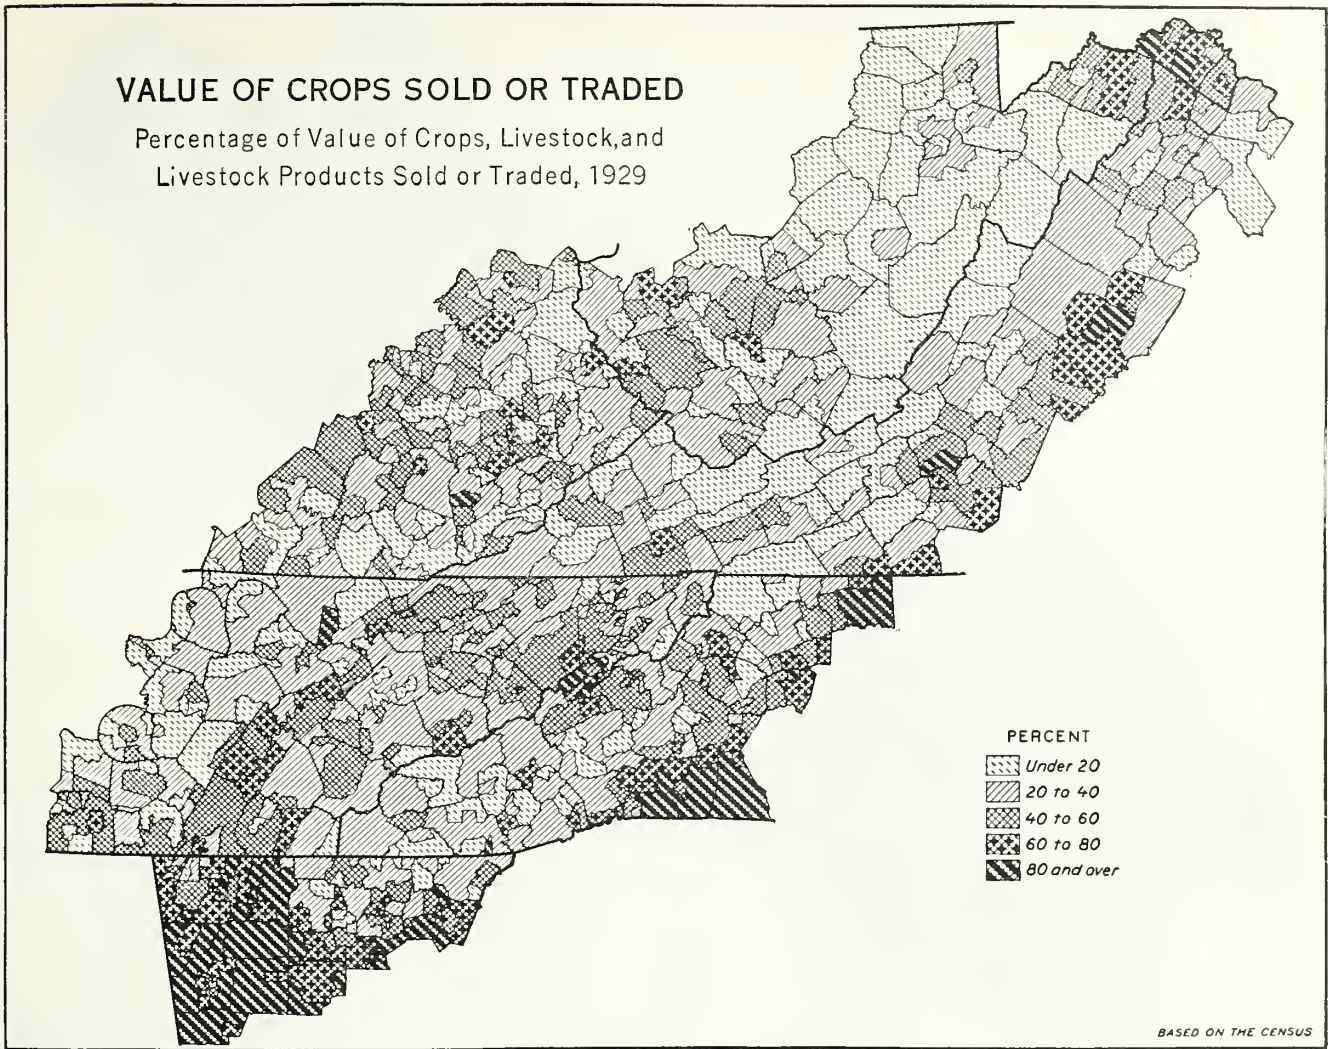 VALUE OF CROPS SOLD OR TRADED
Percentage of Value of Crops, Livestock, and
Livestock Products Sold or Traded, 1929
PERCENT
Under 20
20 to 40
40 to 60
60 to 80
80 and over
BASED ON THE CENSUS